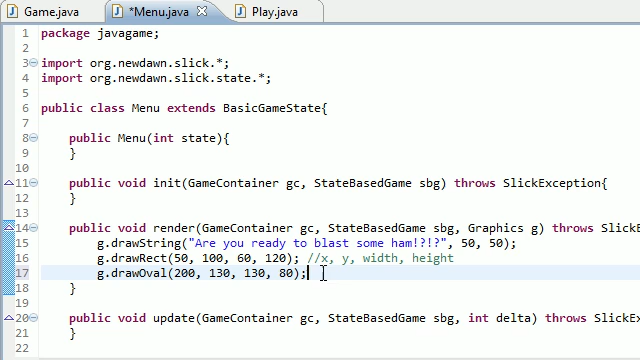 Game.java *Menu.java Play.java
1 package javagame;
2
3 import org.newdawn.slick.*;
4 import org.newdawn.slick.state.*;
5
6 public class Menu extends BasicGameState{
7
8 public Menu(int state){
9 }
10
11 public void init(GameContainer gc, StateBasedGame sbg) throws SlickException{
12 }
13
14 public void render(GameContainer gc, StateBasedGame sbg, Graphics g) throws SlickE
15 g.drawString("Are you ready to blast some ham!?!?", 50, 50);
16 g.drawRect(50, 100, 60, 120); //x, y, width, height
17 g.drawOval(200, 130, 130, 80);
18 }
19
20 public void update(GameContainer gc, StateBasedGame sbg, int delta) throws SlickEx
21 }
22